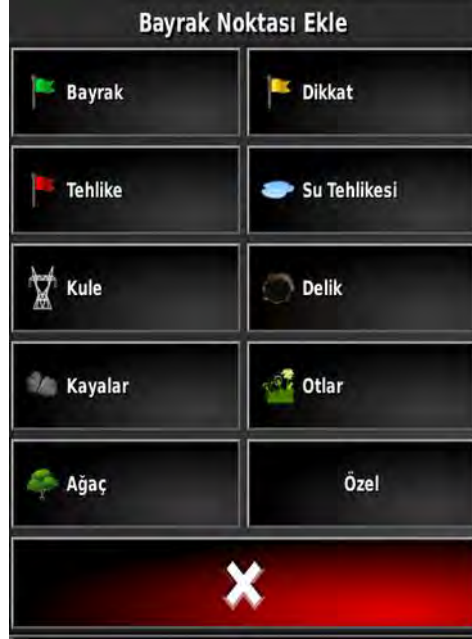 Bayrak Noktası Ekle
Bayrak
Dikkat
Tehlike
Su Tehlikesi
Kule
Delik
Kayalar
Otlar
Ağaç
Özel